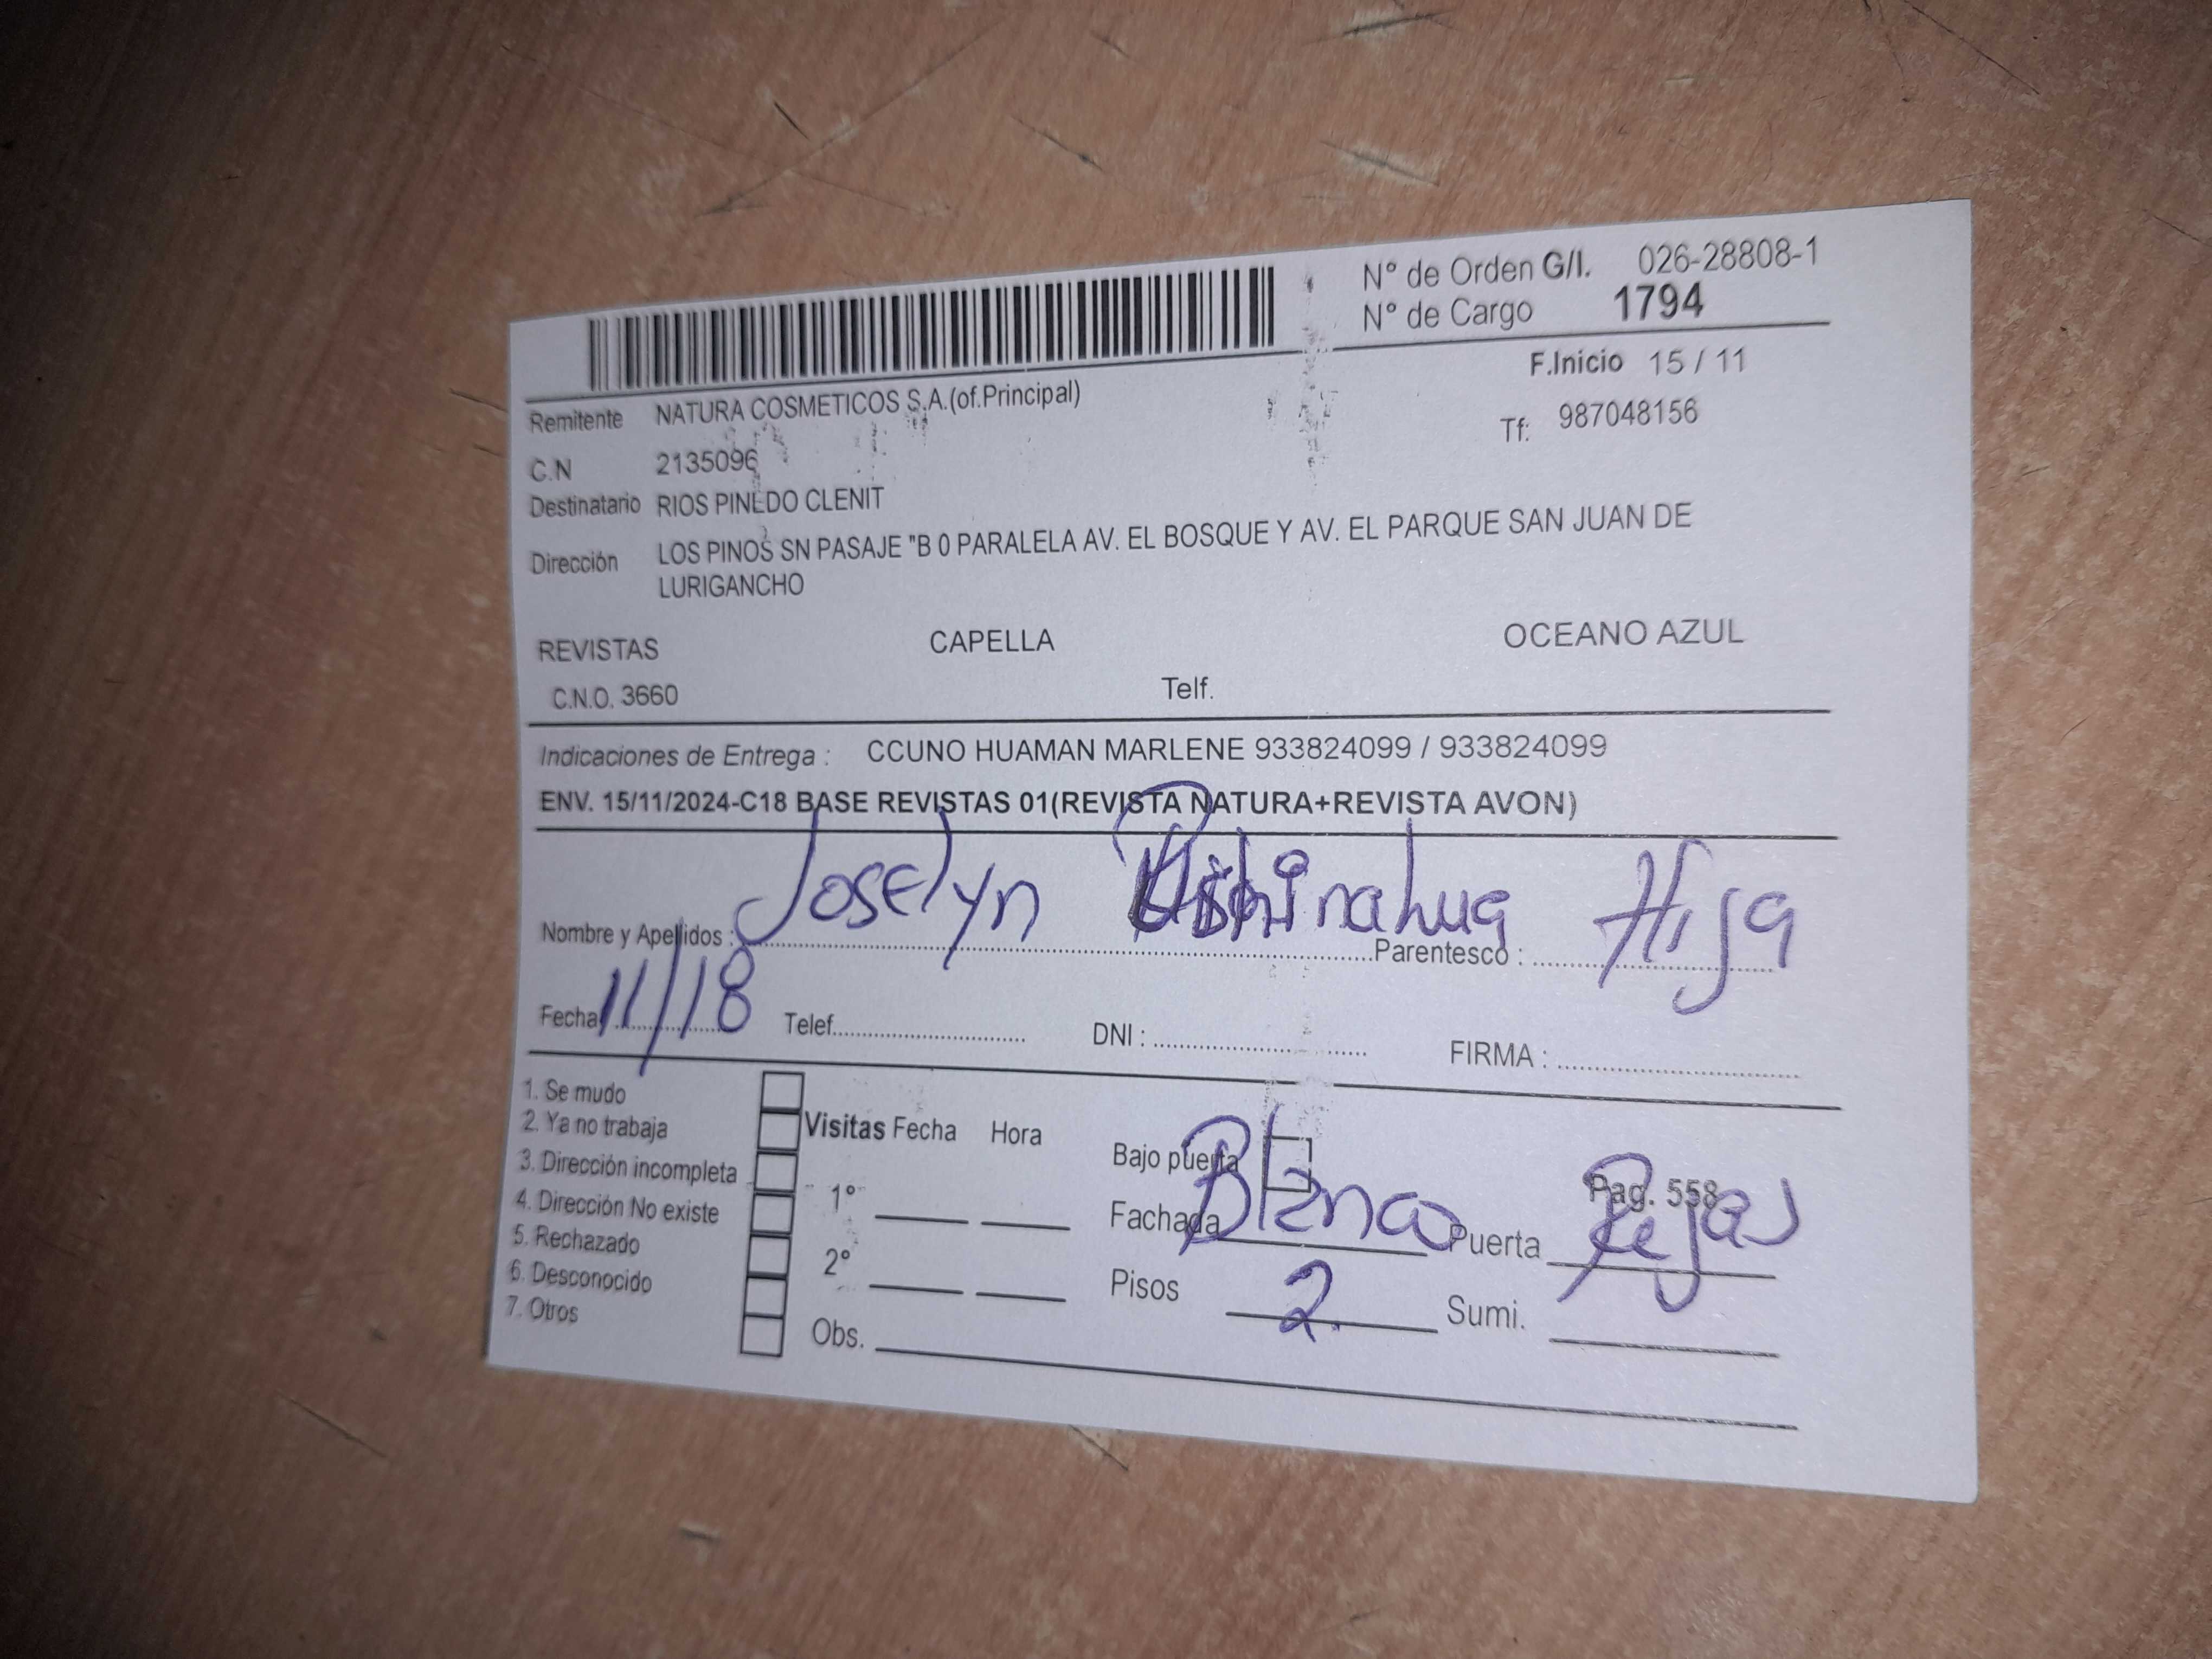 N° de Orden G/I. 026-28808-1
N° de Cargo 1794
F.Inicio 15 / 11
Remitente NATURA COSMETICOS S.A.(of.Principal)
Tf: 987048156
C.N 2135096
Destinatario RIOS PINEDO CLENIT
Dirección LOS PINOS SN PASAJE "B 0 PARALELA AV. EL BOSQUE Y AV. EL PARQUE SAN JUAN DE
LURIGANCHO
REVISTAS CAPELLA OCEANO AZUL
C.N.O. 3660 Telf.
Indicaciones de Entrega : CCUNO HUAMAN MARLENE 933824099 / 933824099
ENV. 15/11/2024-C18 BASE REVISTAS 01(REVISTA NATURA+REVISTA AVON)
Nombre y Apellidos : Joselyn Parentesco : Hija
Fecha 11/18 Telef. DNI : FIRMA :
1. Se mudo
2. Ya no trabaja
3. Dirección incompleta
4. Dirección No existe
5. Rechazado
6. Desconocido
7. Otros
Visitas Fecha Hora
1°
2°
Obs.
Bajo puerta
Pag. 558
Fachada Blanco Puerta Rejas
Pisos 2. Sumi.